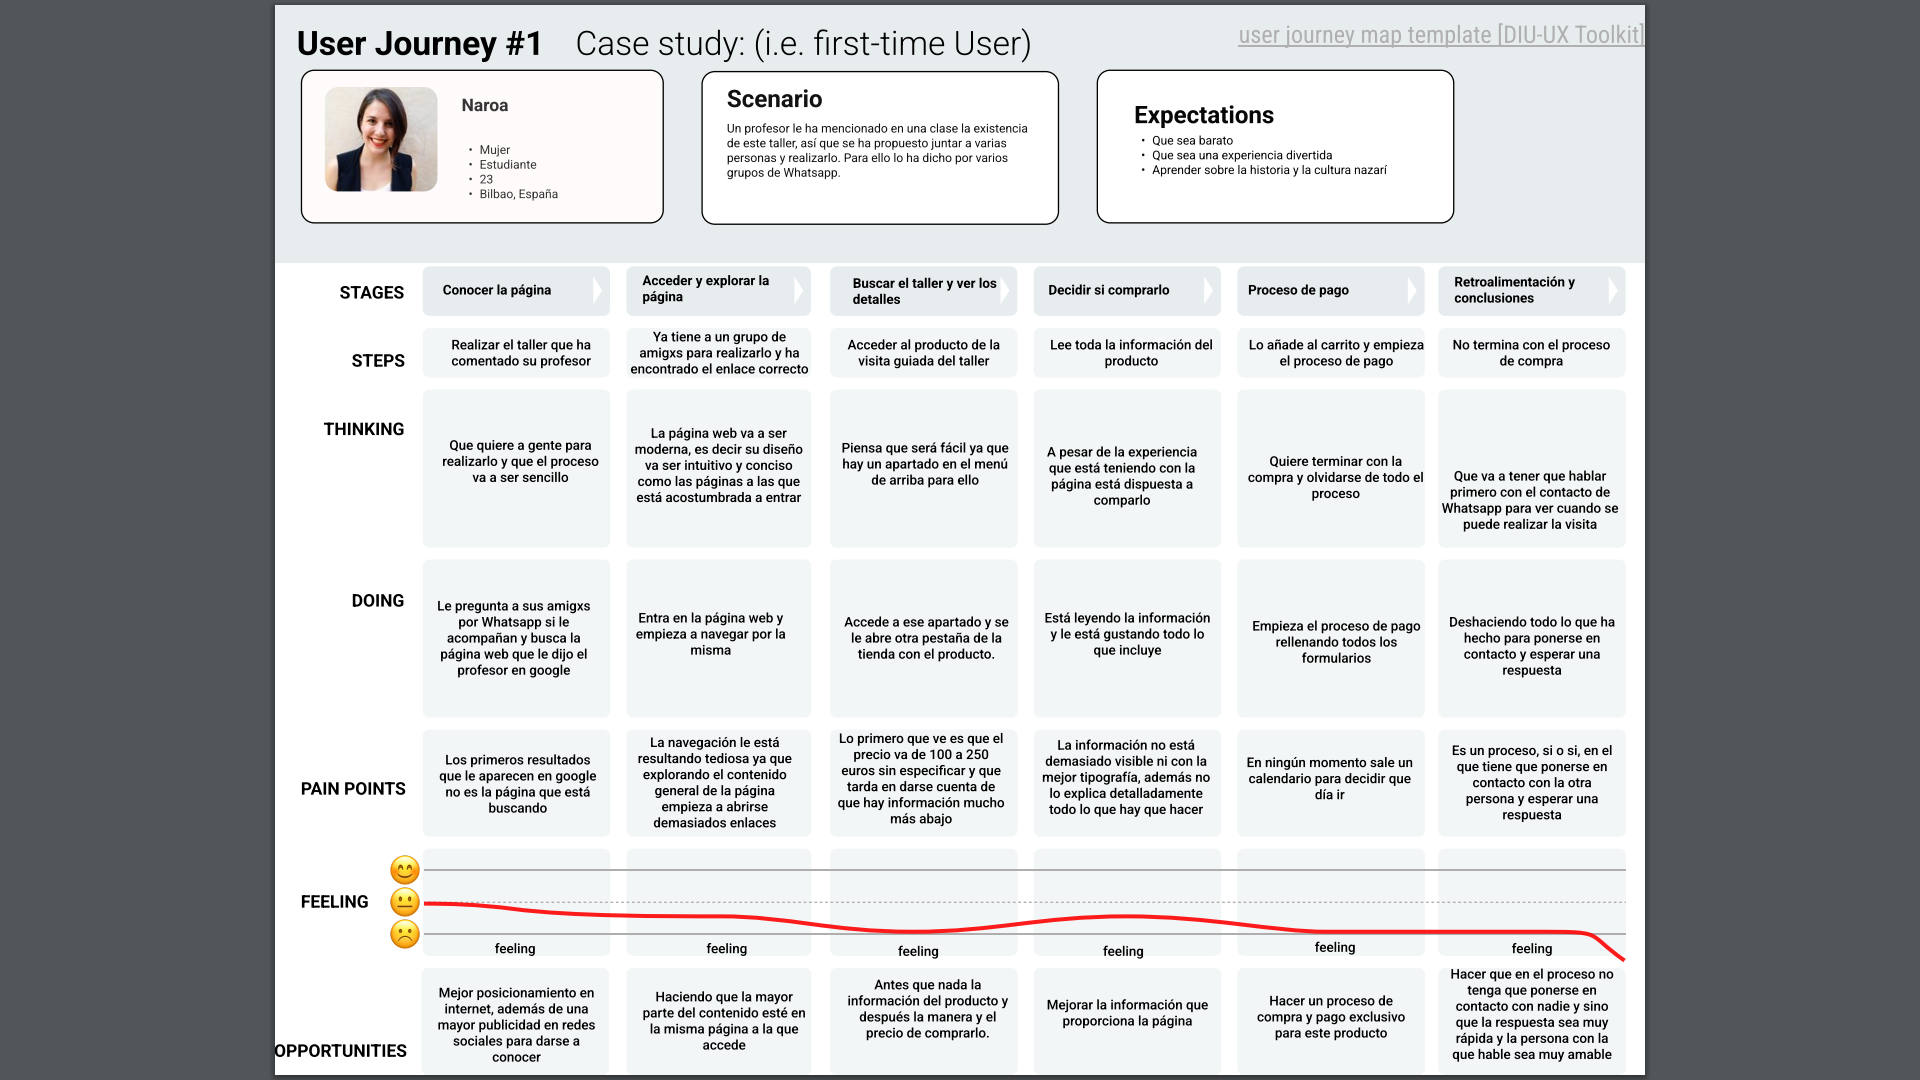 User Journey #1 Case study: (i.e. first-time User)
user journey map template [DIU-UX Toolkit]
Naroa
• Mujer
• Estudiante
• 23
• Bilbao, España
Scenario
Un profesor le ha mencionado en una clase la existencia
de este taller, así que se ha propuesto juntar a varias
personas y realizarlo. Para ello lo ha dicho por varios
grupos de Whatsapp.
Expectations
• Que sea barato
• Que sea una experiencia divertida
• Aprender sobre la historia y la cultura nazarí
STAGES
Conocer la página
Acceder y explorar la
página
Buscar el taller y ver los
detalles
Decidir si comprarlo
Proceso de pago
Retroalimentación y
conclusiones
STEPS
Realizar el taller que ha
comentado su profesor
Ya tiene a un grupo de
amigxs para realizarlo y ha
encontrado el enlace correcto
Acceder al producto de la
visita guiada del taller
Lee toda la información del
producto
Lo añade al carrito y empieza
el proceso de pago
No termina con el proceso
de compra
THINKING
Que quiere a gente para
realizarlo y que el proceso
va a ser sencillo
La página web va a ser
moderna, es decir su diseño
va ser intuitivo y conciso
como las páginas a las que
está acostumbrada a entrar
Piensa que será fácil ya que
hay un apartado en el menú
de arriba para ello
A pesar de la experiencia
que está teniendo con la
página está dispuesta a
comparlo
Quiere terminar con la
compra y olvidarse de todo el
proceso
Que va a tener que hablar
primero con el contacto de
Whatsapp para ver cuando se
puede realizar la visita
DOING
Le pregunta a sus amigxs
por Whatsapp si le
acompañan y busca la
página web que le dijo el
profesor en google
Entra en la página web y
empieza a navegar por la
misma
Accede a ese apartado y se
le abre otra pestaña de la
tienda con el producto.
Está leyendo la información
y le está gustando todo lo
que incluye
Empieza el proceso de pago
rellenando todos los
formularios
Deshaciendo todo lo que ha
hecho para ponerse en
contacto y esperar una
respuesta
PAIN POINTS
Los primeros resultados
que le aparecen en google
no es la página que está
buscando
La navegación le está
resultando tediosa ya que
explorando el contenido
general de la página
empieza a abrirse
demasiados enlaces
Lo primero que ve es que el
precio va de 100 a 250
euros sin especificar y que
tarda en darse cuenta de
que hay información mucho
más abajo
La información no está
demasiado visible ni con la
mejor tipografía, además no
lo explica detalladamente
todo lo que hay que hacer
En ningún momento sale un
calendario para decidir que
día ir
Es un proceso, si o si, en el
que tiene que ponerse en
contacto con la otra
persona y esperar una
respuesta
FEELING
feeling
feeling
feeling
feeling
feeling
feeling
OPPORTUNITIES
Mejor posicionamiento en
internet, además de una
mayor publicidad en redes
sociales para darse a
conocer
Haciendo que la mayor
parte del contenido esté en
la misma página a la que
accede
Antes que nada la
información del producto y
después la manera y el
precio de comprarlo.
Mejorar la información que
proporciona la página
Hacer un proceso de
compra y pago exclusivo
para este producto
Hacer que en el proceso no
tenga que ponerse en
contacto con nadie y sino
que la respuesta sea muy
rápida y la persona con la
que hable sea muy amable